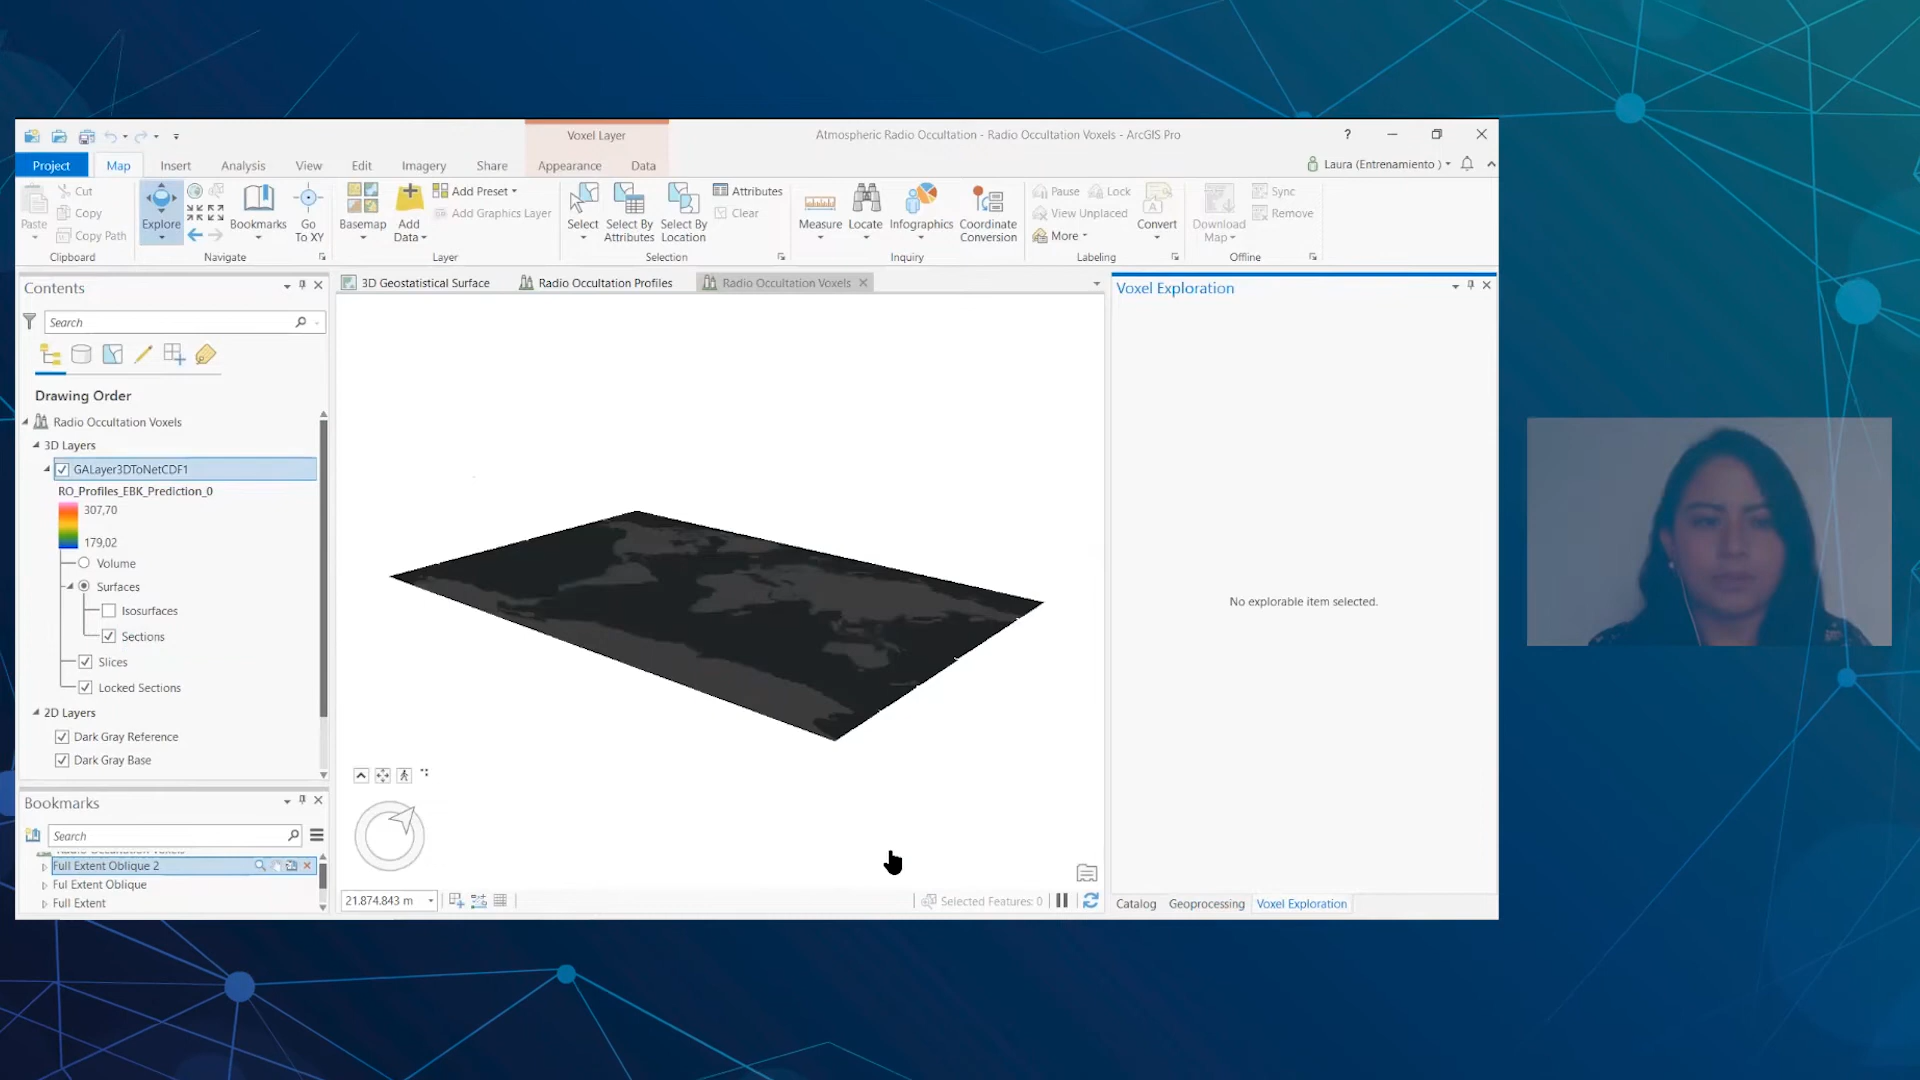 Voxel Layer
Atmospheric Radio Occultation - Radio Occultation Voxels - ArcGIS Pro
?
Project Map Insert Analysis View Edit Imagery Share Appearance Data
Laura (Entrenamiento )
Paste
Cut
Copy
Copy Path
Clipboard
Explore
Bookmarks
Go To XY
Navigate
Basemap
Add Data
Add Preset
Add Graphics Layer
Layer
Select
Select By Attributes
Select By Location
Attributes
Clear
Selection
Measure
Locate
Infographics
Coordinate Conversion
Inquiry
Pause
Lock
View Unplaced
More
Convert
Labeling
Download Map
Sync
Remove
Offline
Contents
Search
Drawing Order
Radio Occultation Voxels
3D Layers
GALayer3DToNetCDF1
RO_Profiles_EBK_Prediction_0
307,70
179,02
Volume
Surfaces
Isosurfaces
Sections
Slices
Locked Sections
2D Layers
Dark Gray Reference
Dark Gray Base
Bookmarks
Search
Full Extent Oblique 2
Ful Extent Oblique
Full Extent
3D Geostatistical Surface
Radio Occultation Profiles
Radio Occultation Voxels
21.874.843 m
Selected Features: 0
Voxel Exploration
No explorable item selected.
Catalog Geoprocessing Voxel Exploration